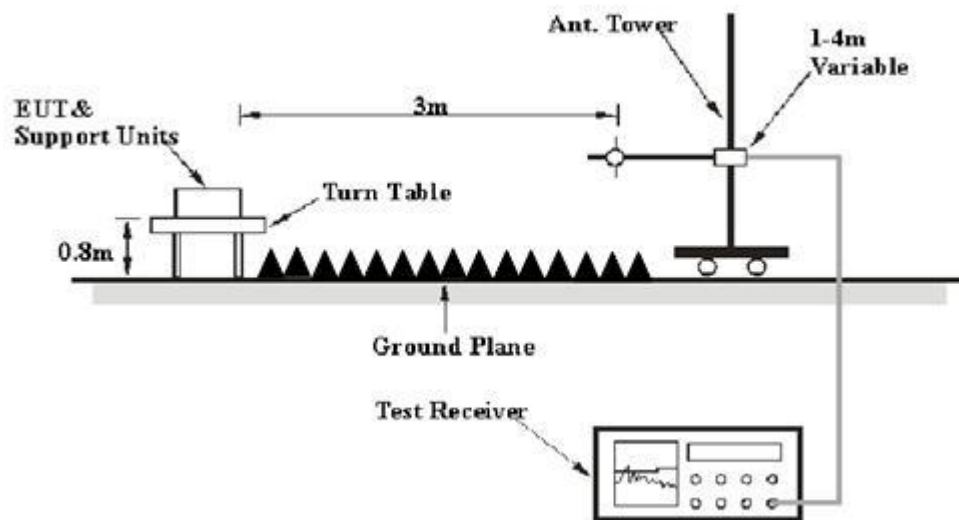 Ant. Tower
1-4m
Variable
EUT&
Support Units
3m
Turn Table
0.8m
Ground Plane
Test Receiver